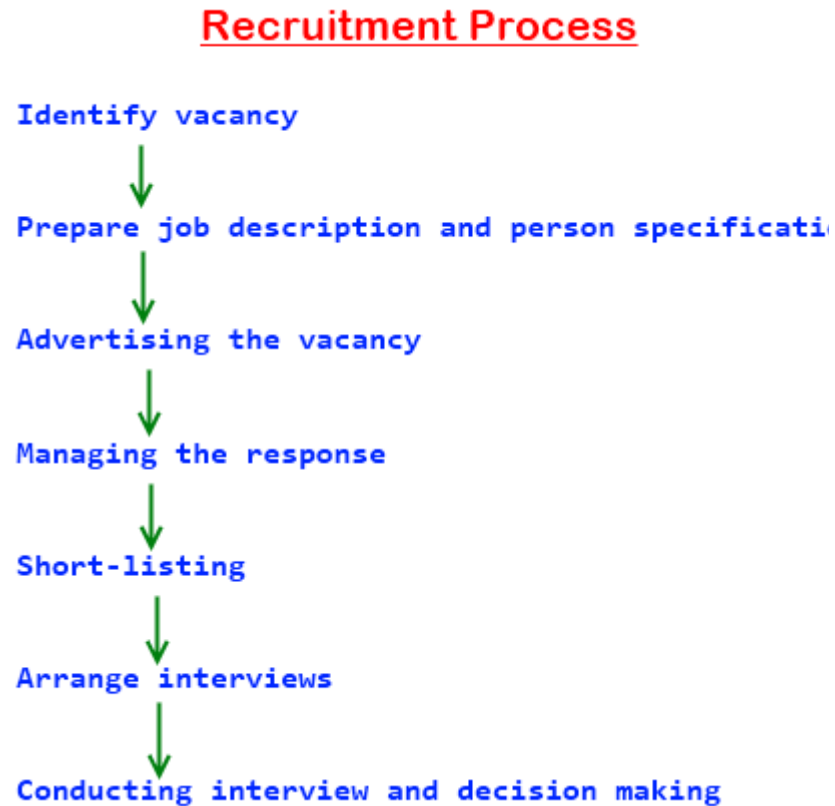 Recruitment Process
Identify vacancy
Prepare job description and person specificatio
Advertising the vacancy
Managing the response
Short-listing
Arrange interviews
Conducting interview and decision making